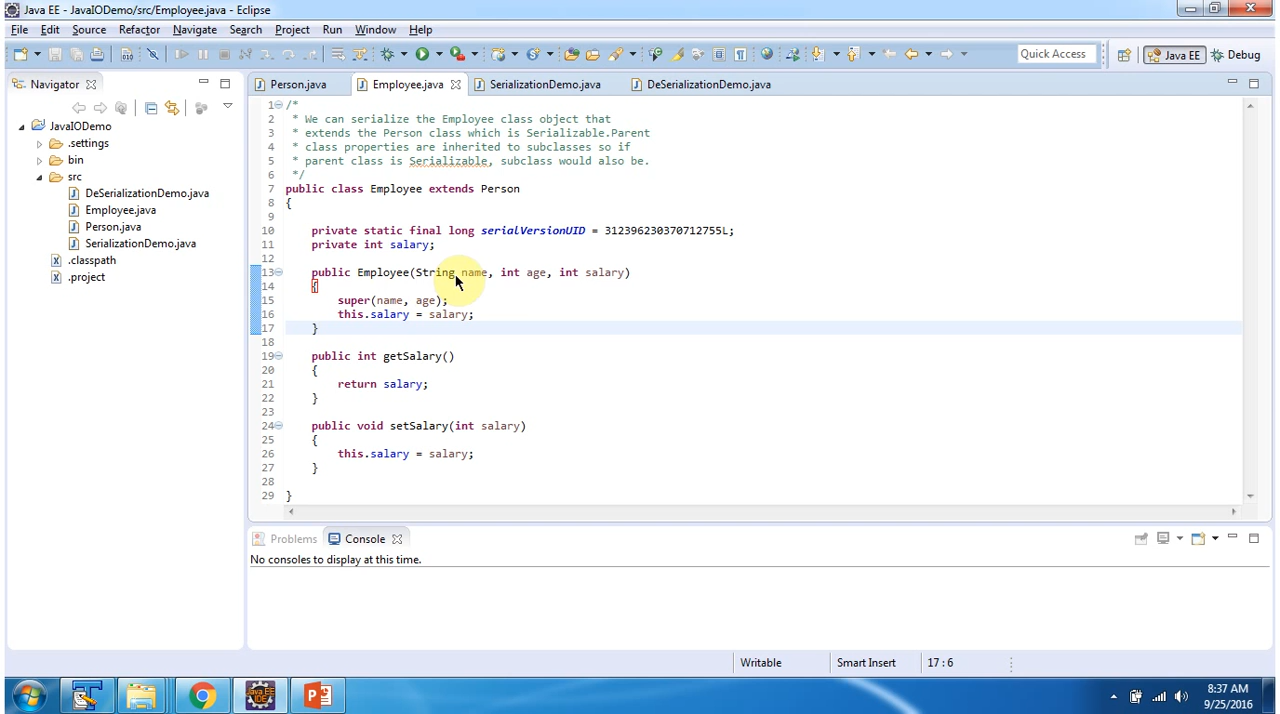 Java EE - JavaIODemo/src/Employee.java - Eclipse
File Edit Source Refactor Navigate Search Project Run Window Help
Quick Access Java EE Debug
Navigator
Person.java Employee.java SerializationDemo.java DeSerializationDemo.java
JavaIODemo
.settings
bin
src
DeSerializationDemo.java
Employee.java
Person.java
SerializationDemo.java
.classpath
.project
1 /*
2 * We can serialize the Employee class object that
3 * extends the Person class which is Serializable.Parent
4 * class properties are inherited to subclasses so if
5 * parent class is Serializable, subclass would also be.
6 */
7 public class Employee extends Person
8 {
9
10 private static final long serialVersionUID = 312396230370712755L;
11 private int salary;
12
13 public Employee(String name, int age, int salary)
14 {
15 super(name, age);
16 this.salary = salary;
17 }
18
19 public int getSalary()
20 {
21 return salary;
22 }
23
24 public void setSalary(int salary)
25 {
26 this.salary = salary;
27 }
28
29 }
Problems Console
No consoles to display at this time.
Writable Smart Insert 17 : 6
Java EE
IDE
8:37 AM
9/25/2016